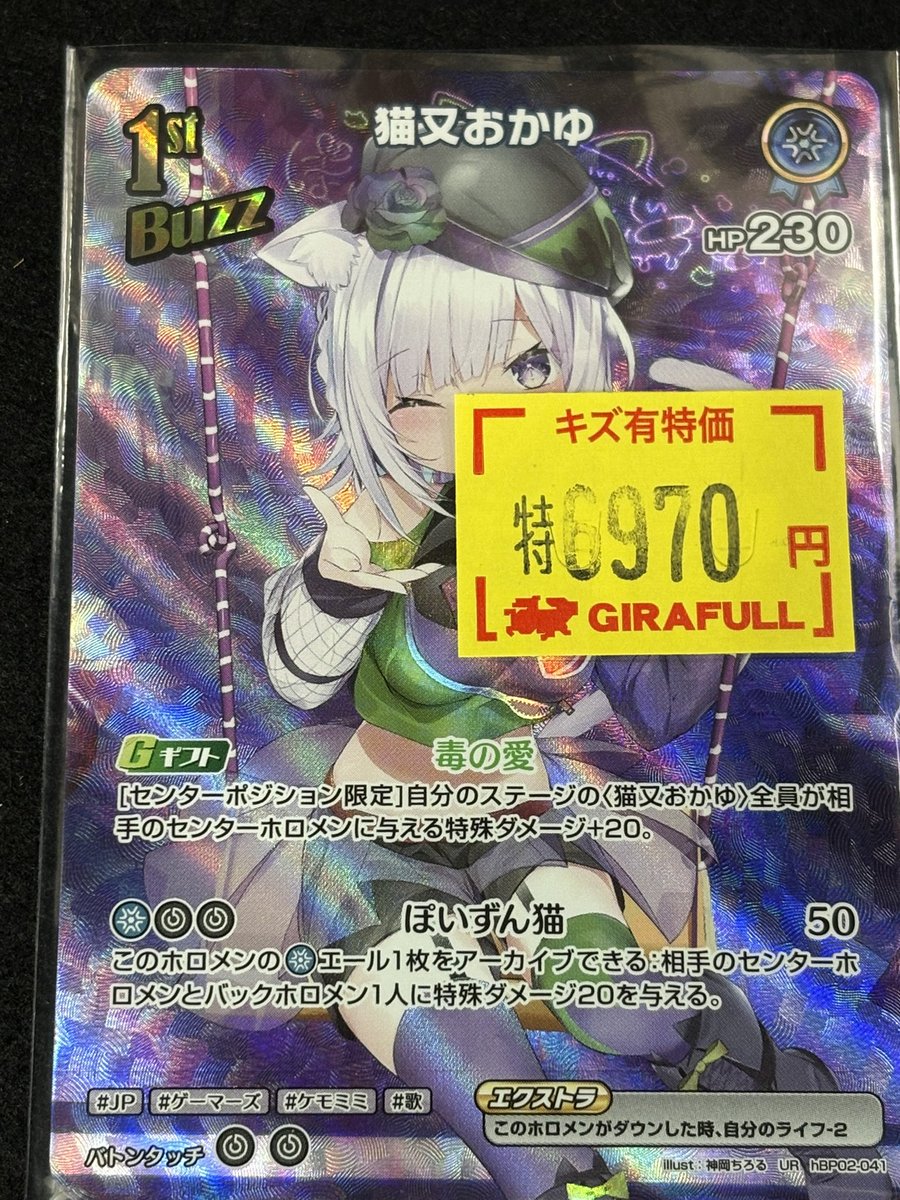 1st
Buzz
猫又おかゆ
HP230
キズ有特価
特6970円
GIRAFULL
Gギフト 毒の愛
[センターポジション限定]自分のステージの〈猫又おかゆ〉全員が相
手のセンターホロメンに与える特殊ダメージ+20。
ぽいずん猫 50
このホロメンのエール1枚をアーカイブできる:相手のセンターホ
ロメンとバックホロメン1人に特殊ダメージ20を与える。
#JP #ゲーマーズ #ケモミミ #歌
エクストラ
このホロメンがダウンした時、自分のライフ-2
バトンタッチ
illust:神岡ちろる UR hBP02-041